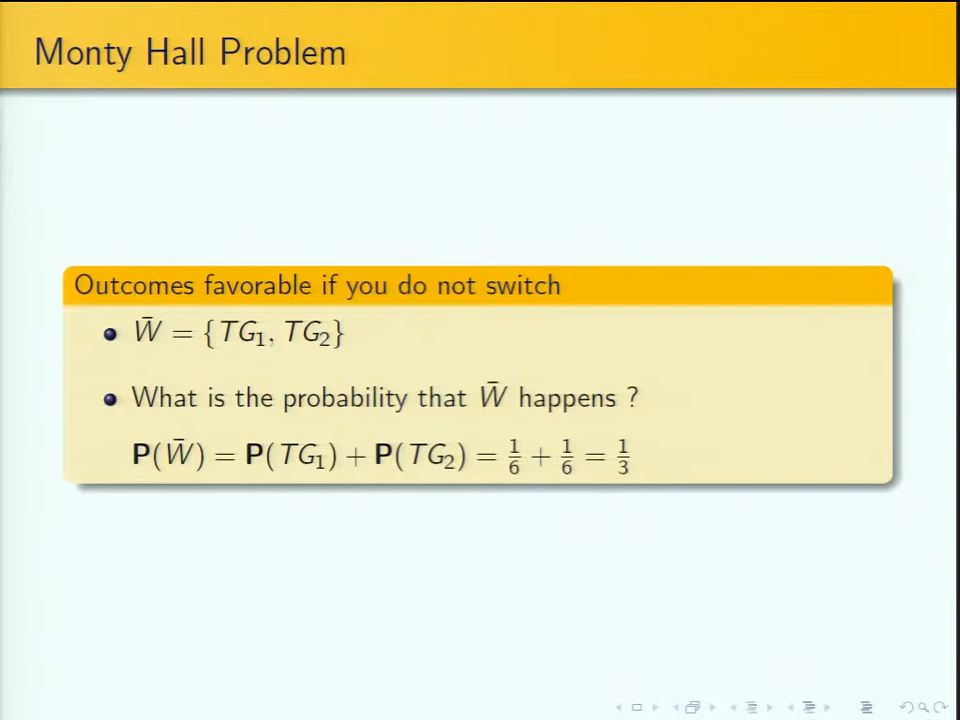 Monty Hall Problem
Outcomes favorable if you do not switch
W̄ = {TG₁, TG₂}
What is the probability that W̄ happens ?
P(W̄) = P(TG₁) + P(TG₂) = 1/6 + 1/6 = 1/3